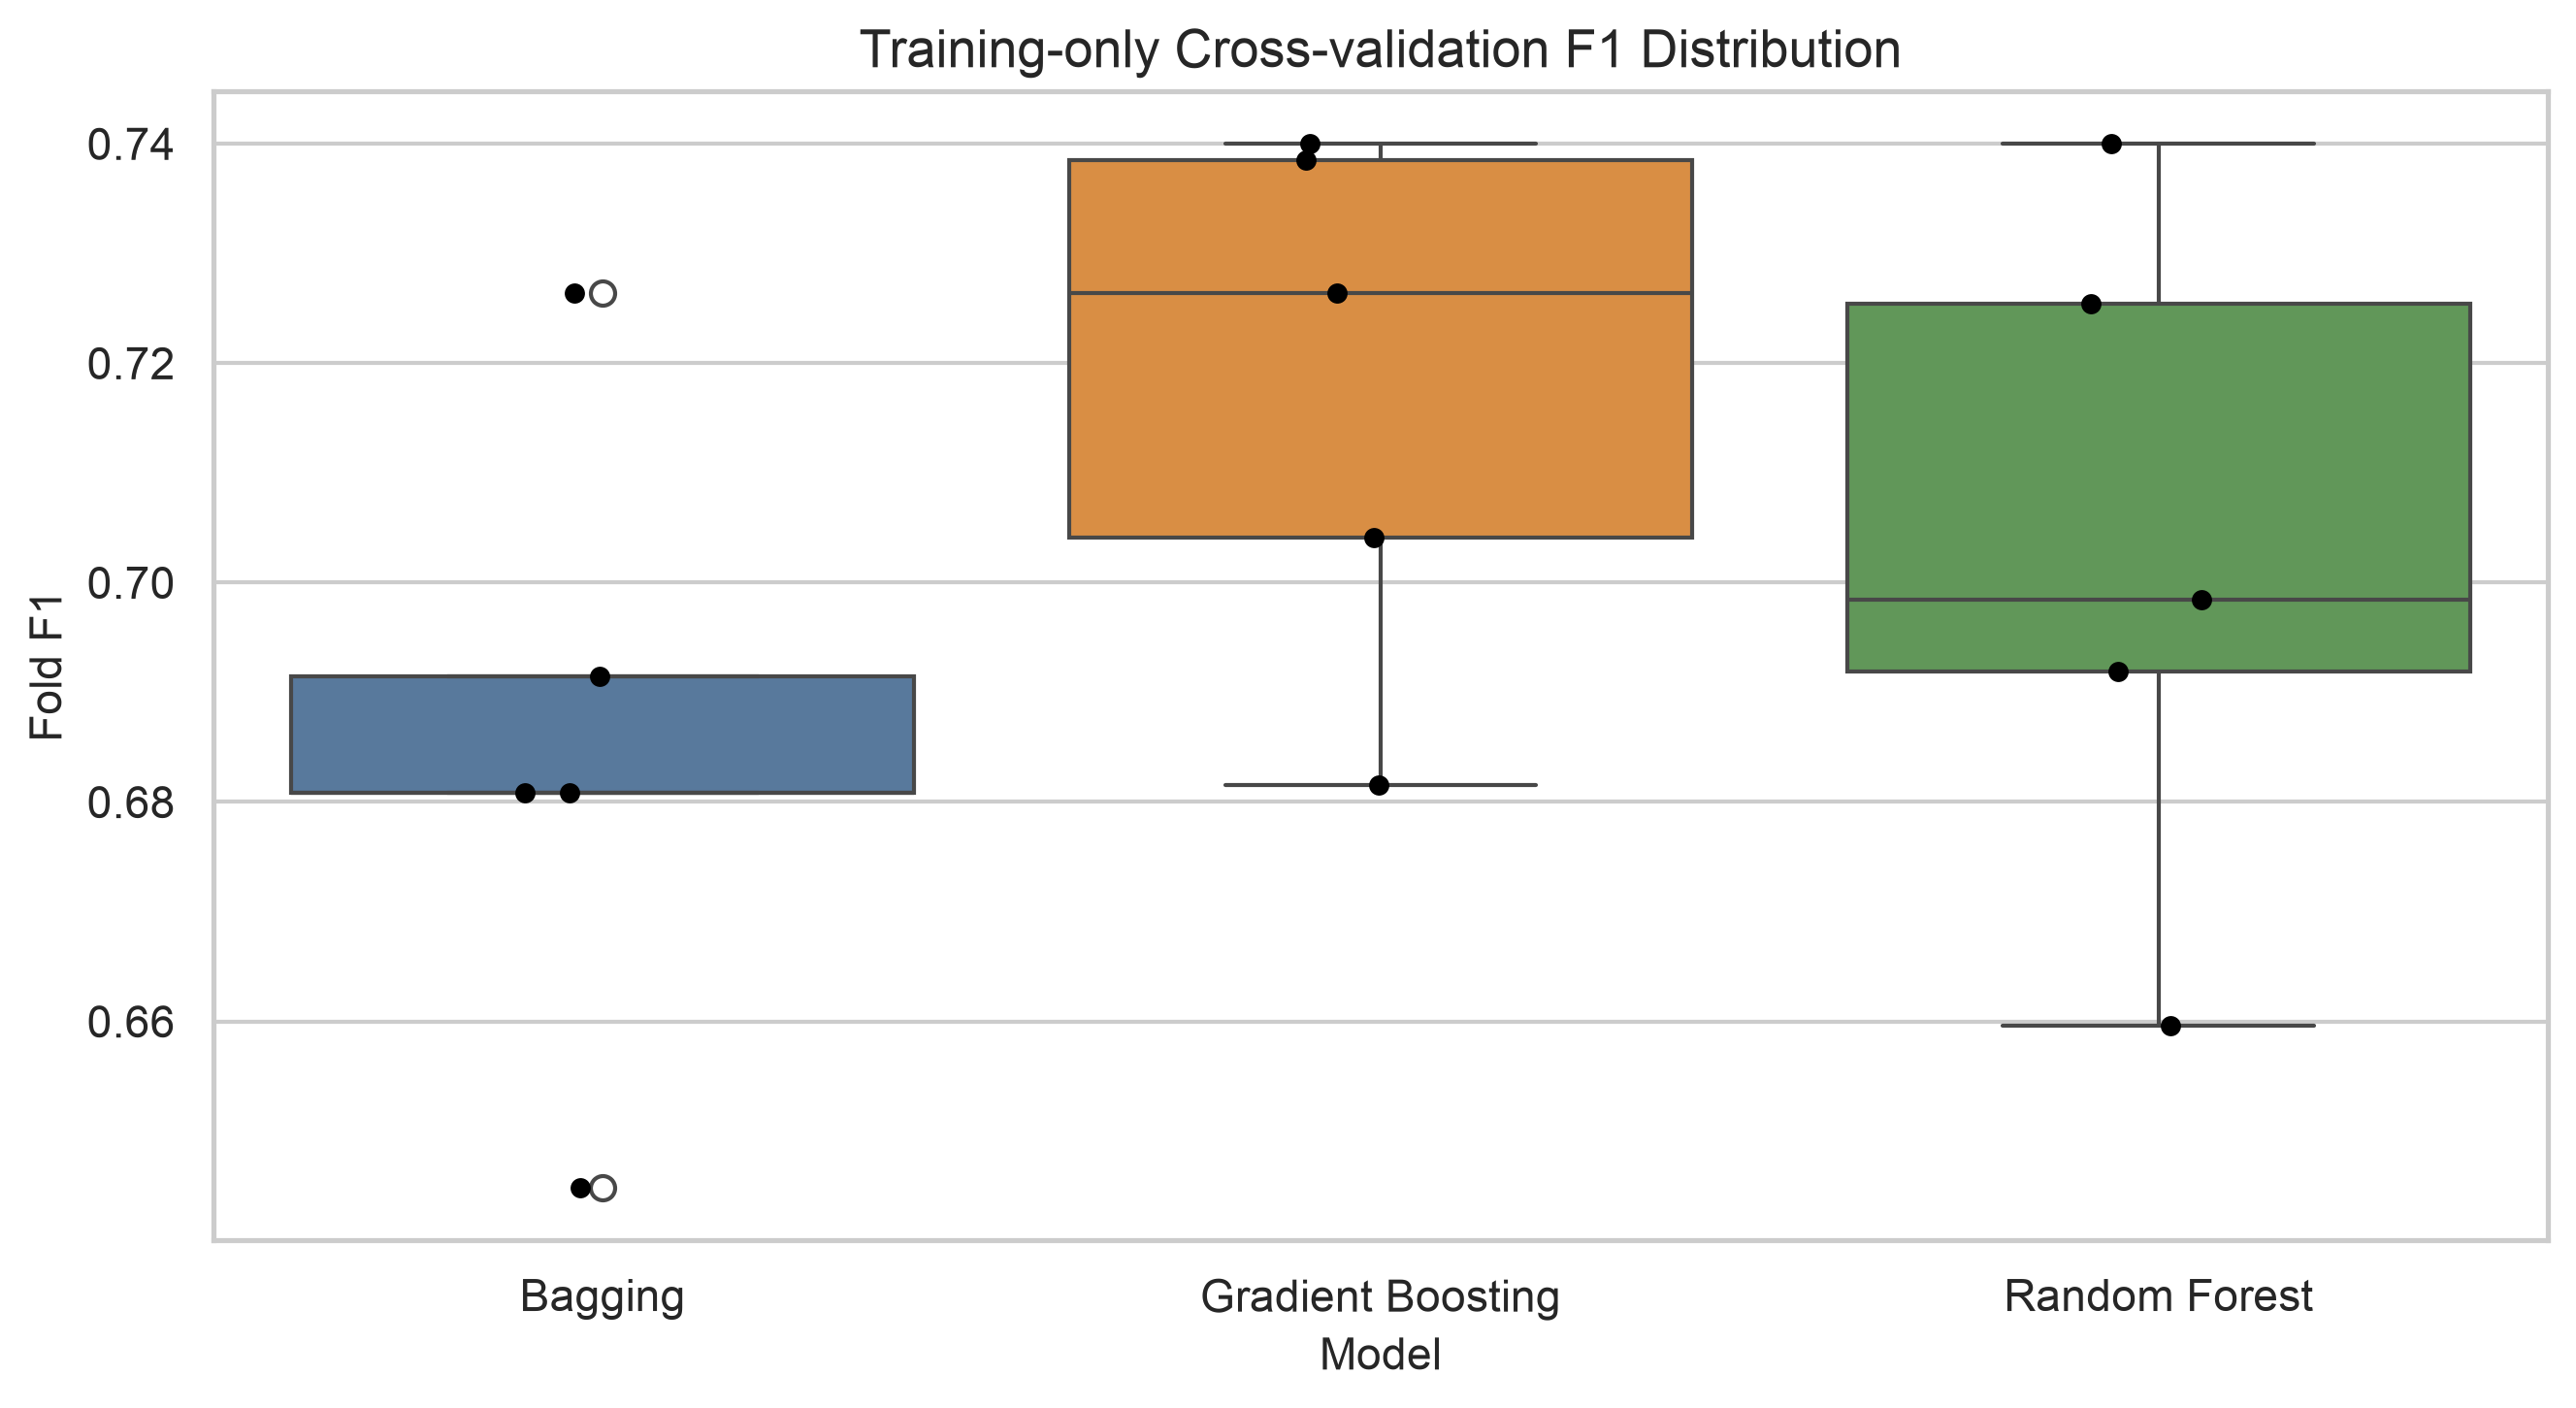 Training-only Cross-validation F1 Distribution
0.74
0.72
0.70
0.68
0.66
Fold F1
Bagging
Gradient Boosting
Random Forest
Model